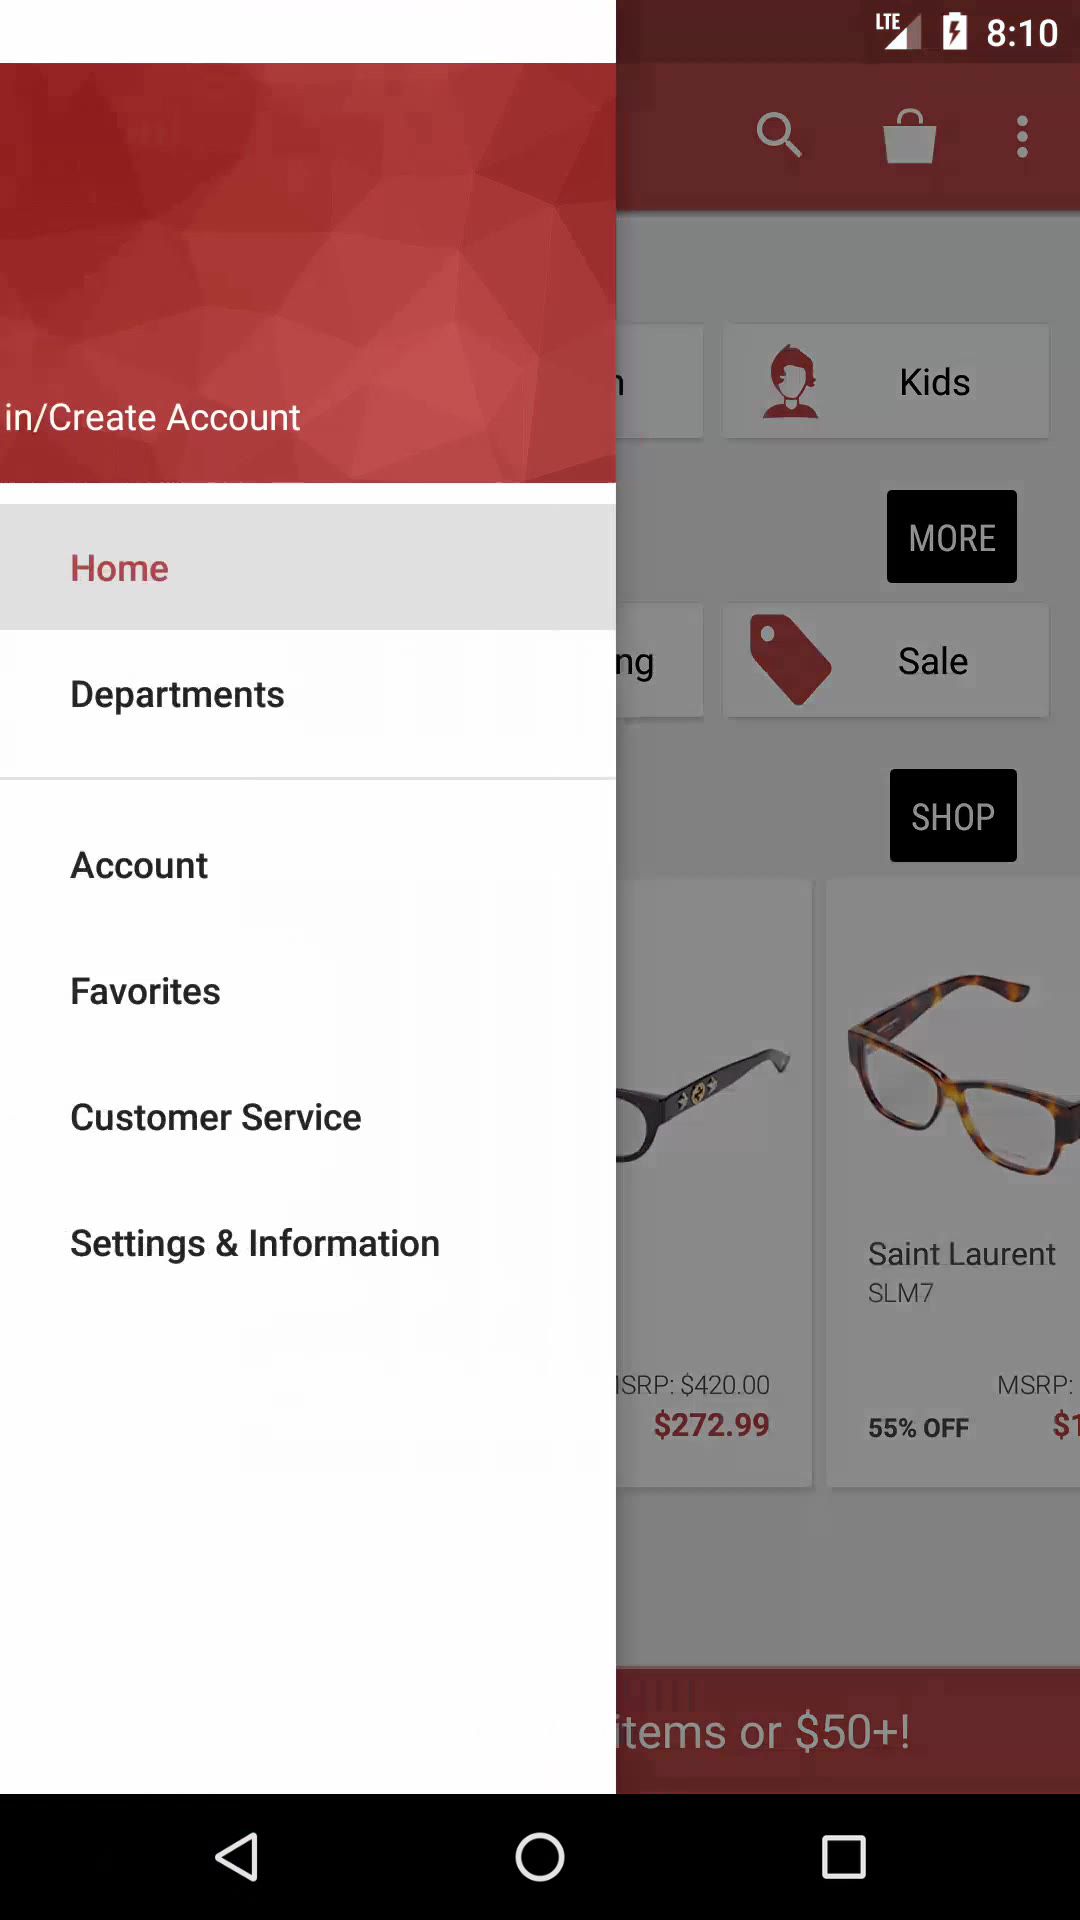 LTE 8:10
in/Create Account
Kids
Home
MORE
Departments
ng
Sale
SHOP
Account
Favorites
Customer Service
Settings & Information
Saint Laurent
SLM7
SRP: $420.00
MSRP:
$272.99
55% OFF
$1
items or $50+!